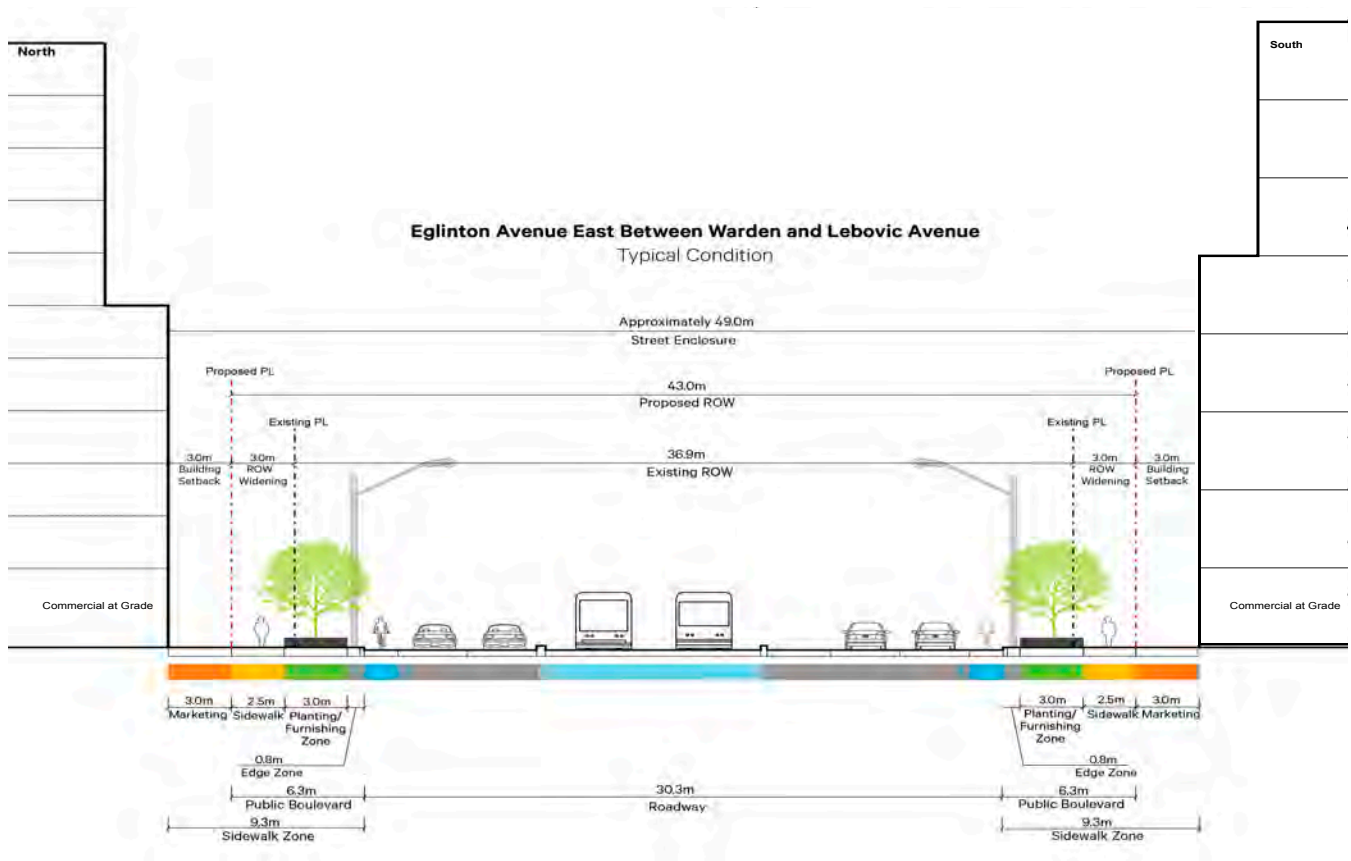 North
South
Eglinton Avenue East Between Warden and Lebovic Avenue
Typical Condition
Approximately 49.0m
Street Enclosure
Proposed PL
Proposed PL
43.0m
Proposed ROW
Existing PL
Existing PL
3.0m
Building
Setback
3.0m
ROW
Widening
36.9m
Existing ROW
3.0m
ROW
Widening
3.0m
Building
Setback
Commercial at Grade
Commercial at Grade
3.0m
Marketing
2.5m
Sidewalk
3.0m
Planting/
Furnishing
Zone
3.0m
Planting/
Furnishing
Zone
2.5m
Sidewalk
3.0m
Marketing
0.8m
Edge Zone
0.8m
Edge Zone
6.3m
Public Boulevard
30.3m
Roadway
6.3m
Public Boulevard
9.3m
Sidewalk Zone
9.3m
Sidewalk Zone